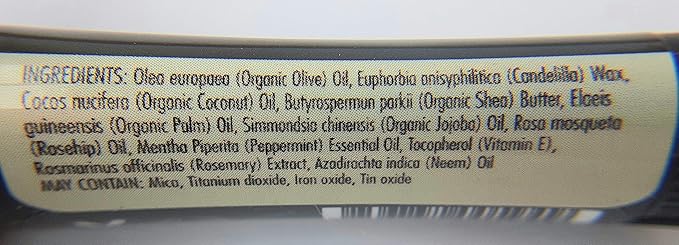 INGREDIENTS: Olea europaea (Organic Olive) Oil, Euphorbia anisyphilitica (Candelilla) Wax,
Cocos nucifera (Organic Coconut) Oil, Butyrospermun parkii (Organic Shea) Butter, Elaeis
guineensis (Organic Palm) Oil, Simmondsia chinensis (Organic Jojoba) Oil, Rosa mosqueta
(Rosehip) Oil, Mentha Piperita (Peppermint) Essential Oil, Tocopherol (Vitamin E),
Rosmarinus officinalis (Rosemary) Extract, Azadirachta indica (Neem) Oil
MAY CONTAIN: Mica, Titanium dioxide, Iron oxide, Tin oxide